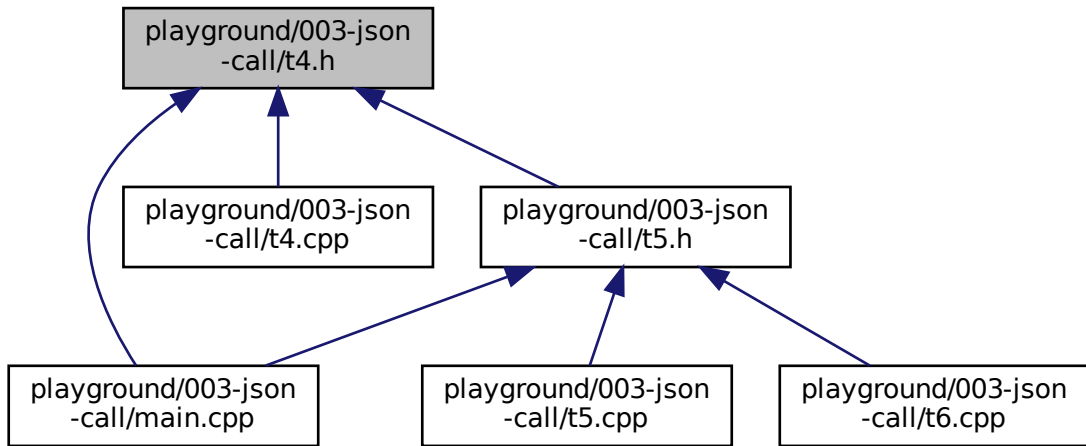 playground/003-json
-call/t4.h
playground/003-json
-call/t4.cpp
playground/003-json
-call/t5.h
playground/003-json
-call/main.cpp
playground/003-json
-call/t5.cpp
playground/003-json
-call/t6.cpp